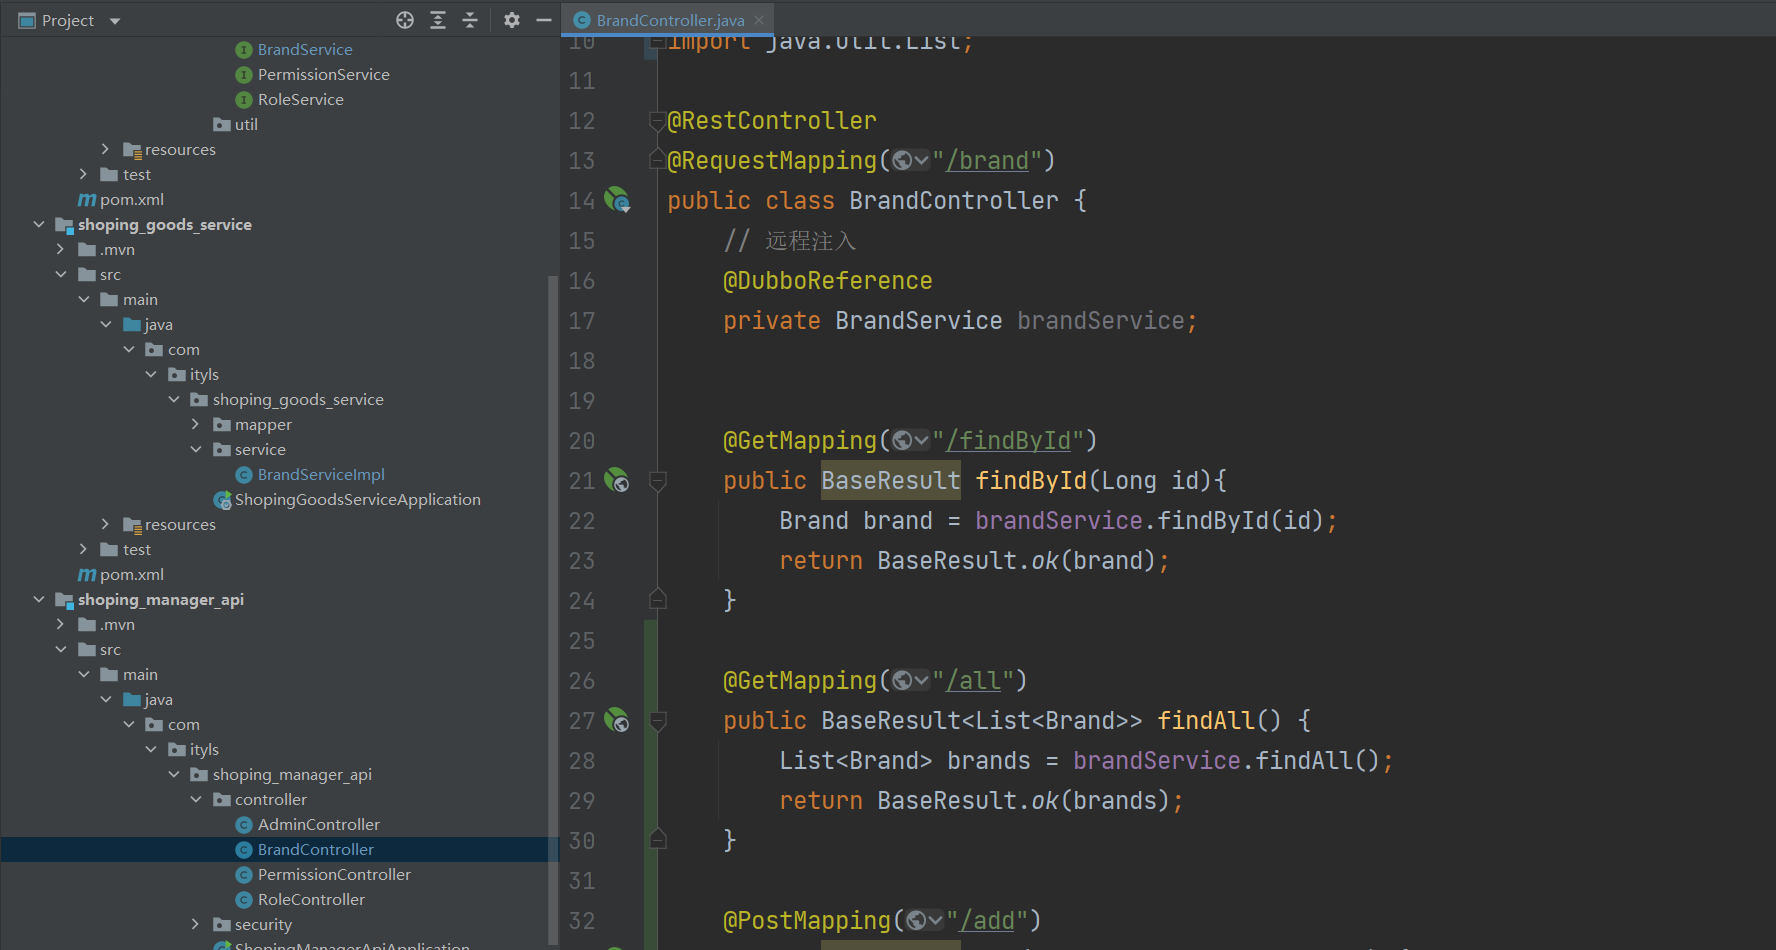 Project
BrandService
PermissionService
RoleService
util
resources
test
pom.xml
shoping_goods_service
.mvn
src
main
java
com
ityls
shoping_goods_service
mapper
service
BrandServiceImpl
ShopingGoodsServiceApplication
resources
test
pom.xml
shoping_manager_api
.mvn
src
main
java
com
ityls
shoping_manager_api
controller
AdminController
BrandController
PermissionController
RoleController
security
ShopingManagerApiApplication
BrandController.java
10 import java.util.List;
11
12 @RestController
13 @RequestMapping("/brand")
14 public class BrandController {
15 // 远程注入
16 @DubboReference
17 private BrandService brandService;
18
19
20 @GetMapping("/findById")
21 public BaseResult findById(Long id){
22 Brand brand = brandService.findById(id);
23 return BaseResult.ok(brand);
24 }
25
26 @GetMapping("/all")
27 public BaseResult<List<Brand>> findAll() {
28 List<Brand> brands = brandService.findAll();
29 return BaseResult.ok(brands);
30 }
31
32 @PostMapping("/add")